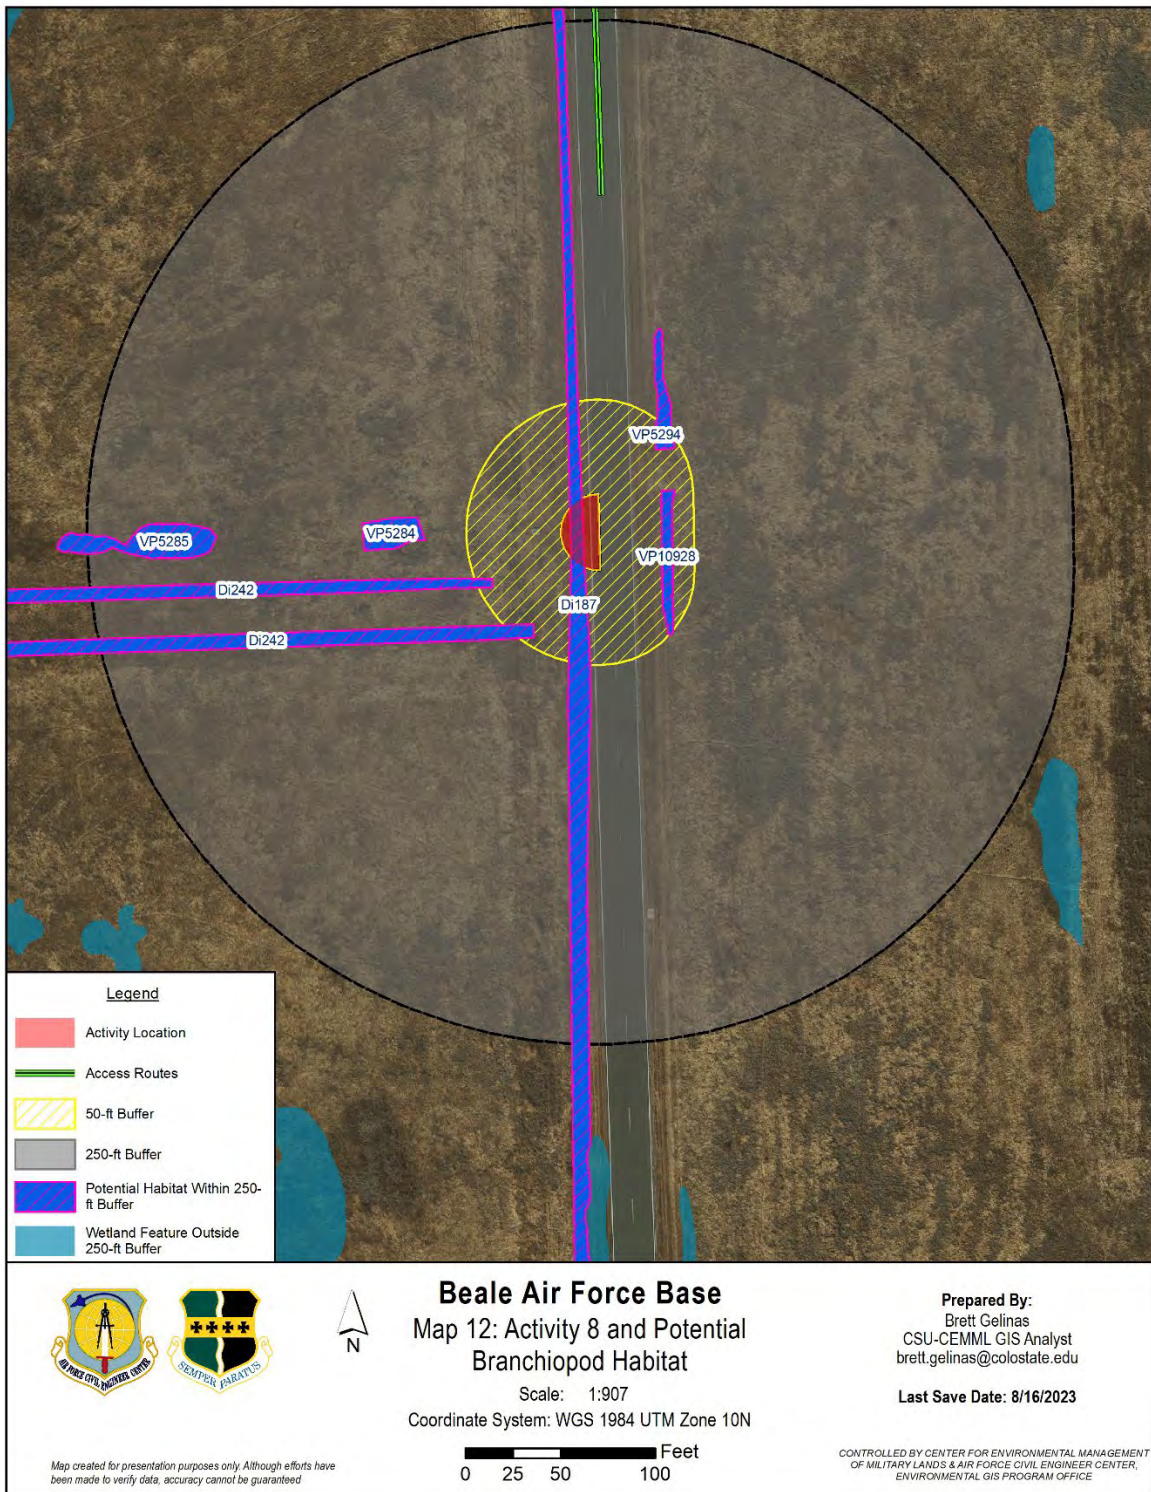 VP5294
VP5285
VP5284
VP10928
Di242
Di187
Di242
Legend
Activity Location
Access Routes
50-ft Buffer
250-ft Buffer
Potential Habitat Within 250-
ft Buffer
Wetland Feature Outside
250-ft Buffer
AIR FORCE CIVIL ENGINEER CENTER
SEMPER PARATUS
N
Beale Air Force Base
Map 12: Activity 8 and Potential
Branchiopod Habitat
Scale: 1:907
Coordinate System: WGS 1984 UTM Zone 10N
Feet
0 25 50 100
Prepared By:
Brett Gelinas
CSU-CEMML GIS Analyst
brett.gelinas@colostate.edu
Last Save Date: 8/16/2023
Map created for presentation purposes only. Although efforts have
been made to verify data, accuracy cannot be guaranteed
CONTROLLED BY CENTER FOR ENVIRONMENTAL MANAGEMENT
OF MILITARY LANDS & AIR FORCE CIVIL ENGINEER CENTER,
ENVIRONMENTAL GIS PROGRAM OFFICE